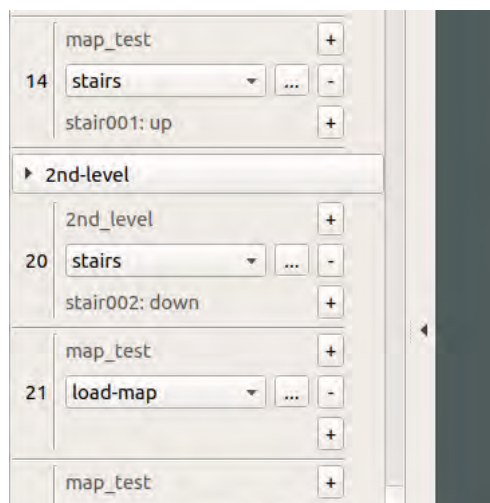 map_test +
14 stairs ... -
stair001: up +
2nd-level
2nd_level +
20 stairs ... -
stair002: down +
map_test +
21 load-map ... -
+
map_test +